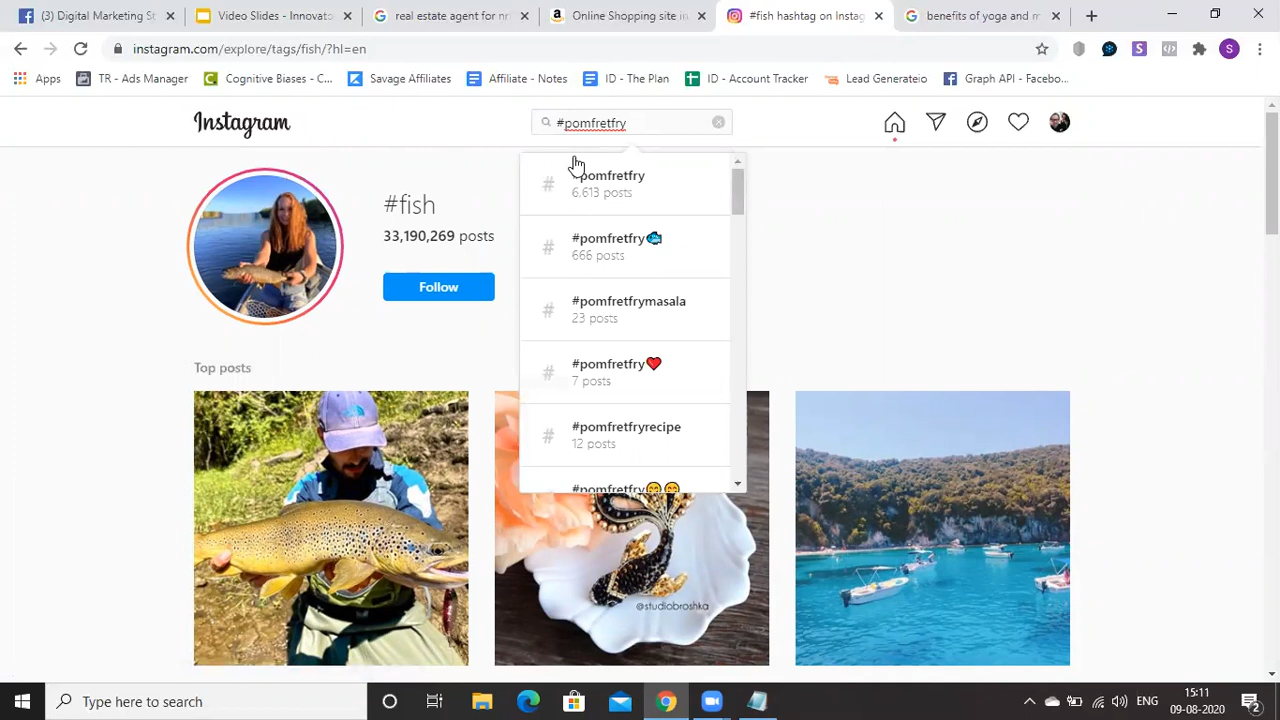 (3) Digital Marketing St
Video Slides - Innovato
real estate agent for nr
Online Shopping site in
#fish hashtag on Instag
benefits of yoga and m
instagram.com/explore/tags/fish/?hl=en
Apps
TR - Ads Manager
Cognitive Biases - C...
Savage Affiliates
Affiliate - Notes
ID - The Plan
ID - Account Tracker
Lead Generateio
Graph API - Facebo...
Instagram
#pomfretfry
#pomfretfry
6,613 posts
#pomfretfry🐟
666 posts
#pomfretfrymasala
23 posts
#pomfretfry❤️
7 posts
#pomfretfryrecipe
12 posts
#pomfretfry😋😋
#fish
33,190,269 posts
Follow
Top posts
@studiobroshka
Type here to search
ENG
15:11
09-08-2020
2